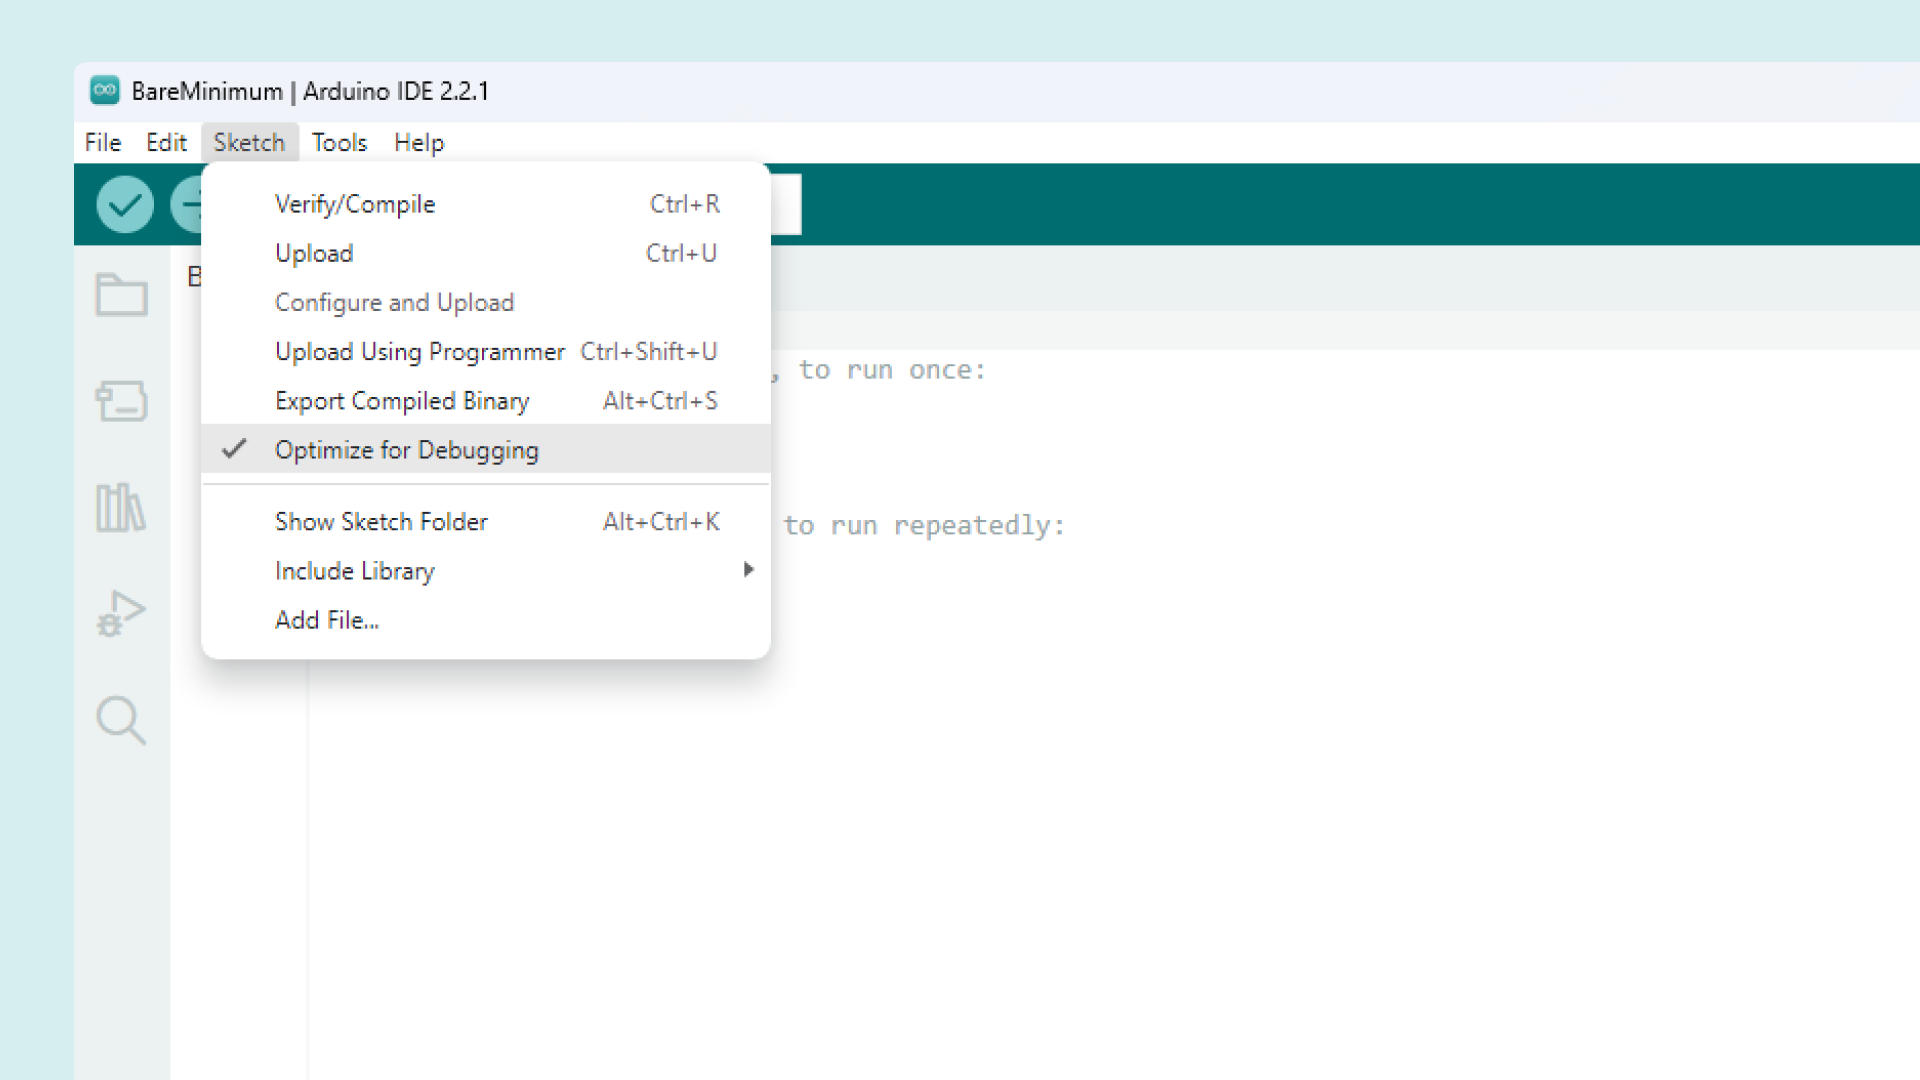 BareMinimum | Arduino IDE 2.2.1
File Edit Sketch Tools Help
Verify/Compile Ctrl+R
Upload Ctrl+U
B
Configure and Upload
Upload Using Programmer Ctrl+Shift+U
, to run once:
Export Compiled Binary Alt+Ctrl+S
Optimize for Debugging
Show Sketch Folder Alt+Ctrl+K
to run repeatedly:
Include Library
Add File...